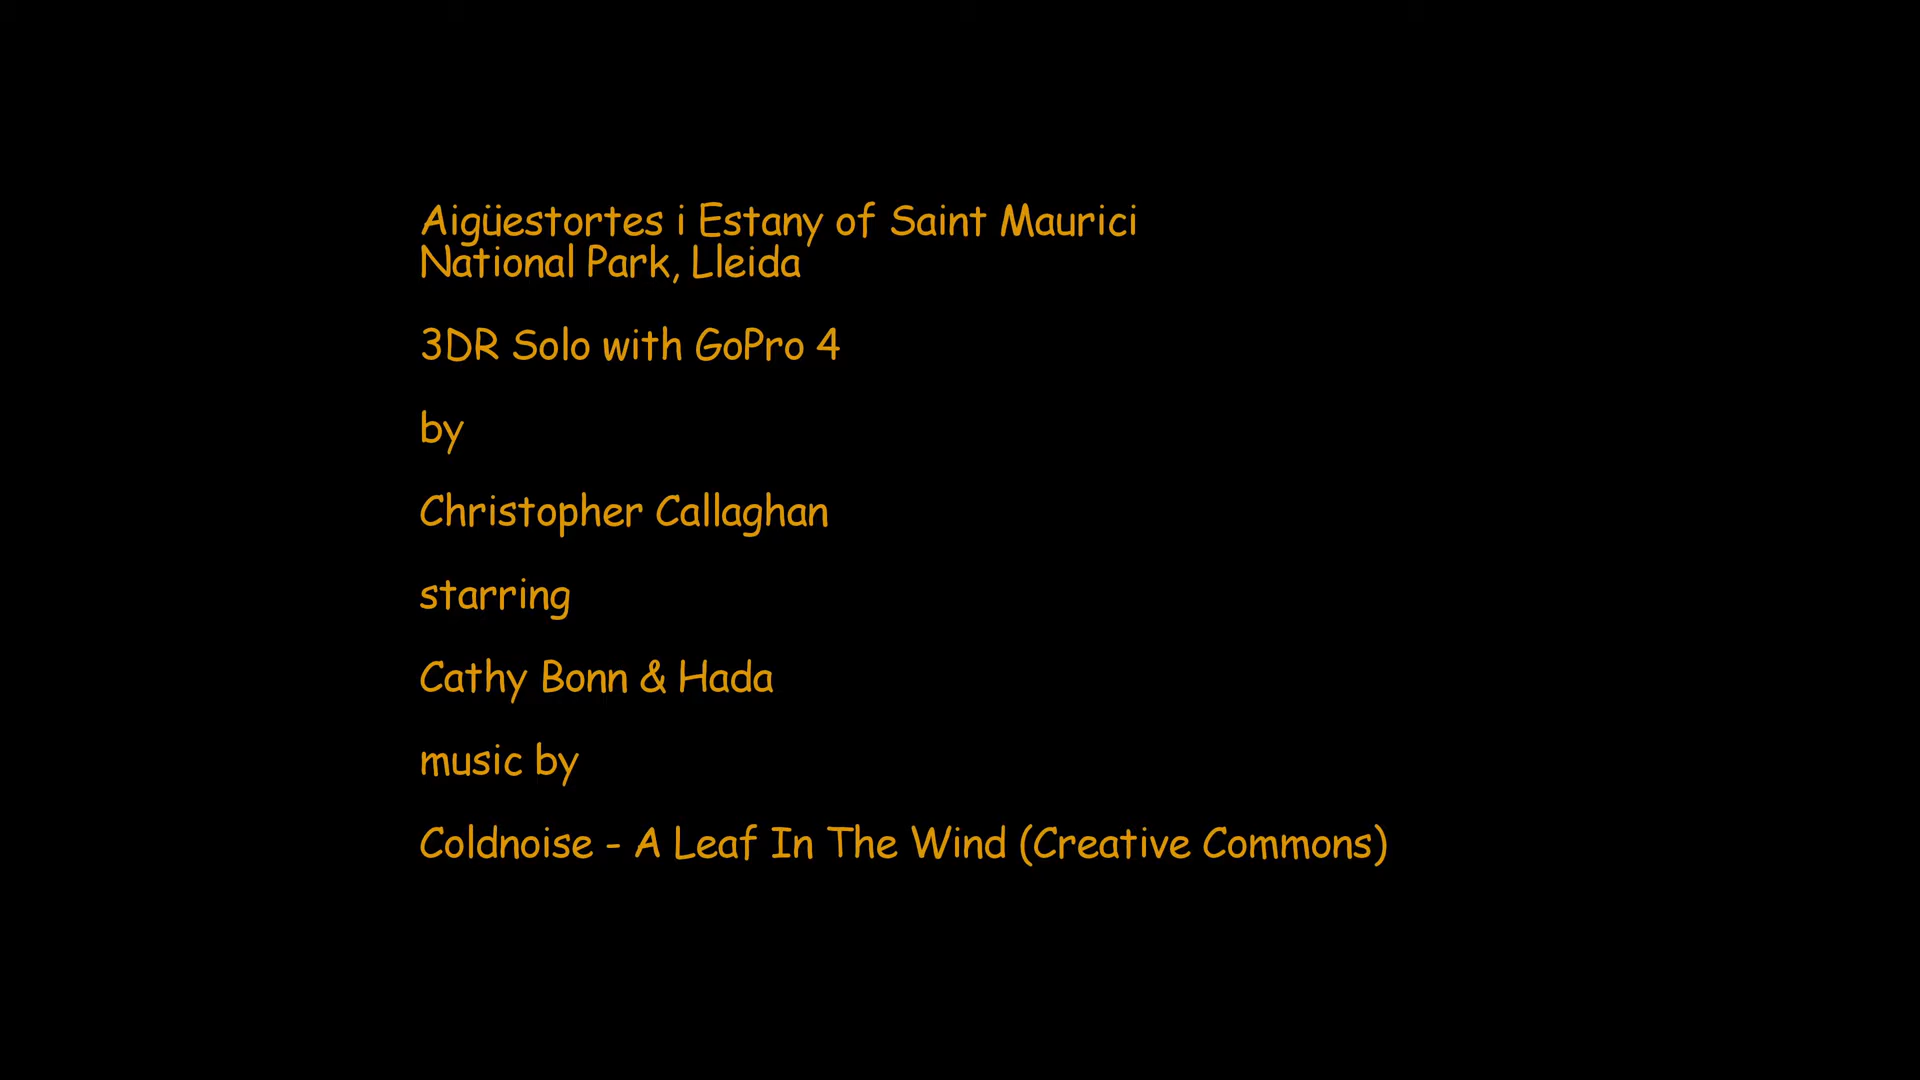 Aigüestortes i Estany of Saint Maurici
National Park, Lleida
3DR Solo with GoPro 4
by
Christopher Callaghan
starring
Cathy Bonn & Hada
music by
Coldnoise - A Leaf In The Wind (Creative Commons)